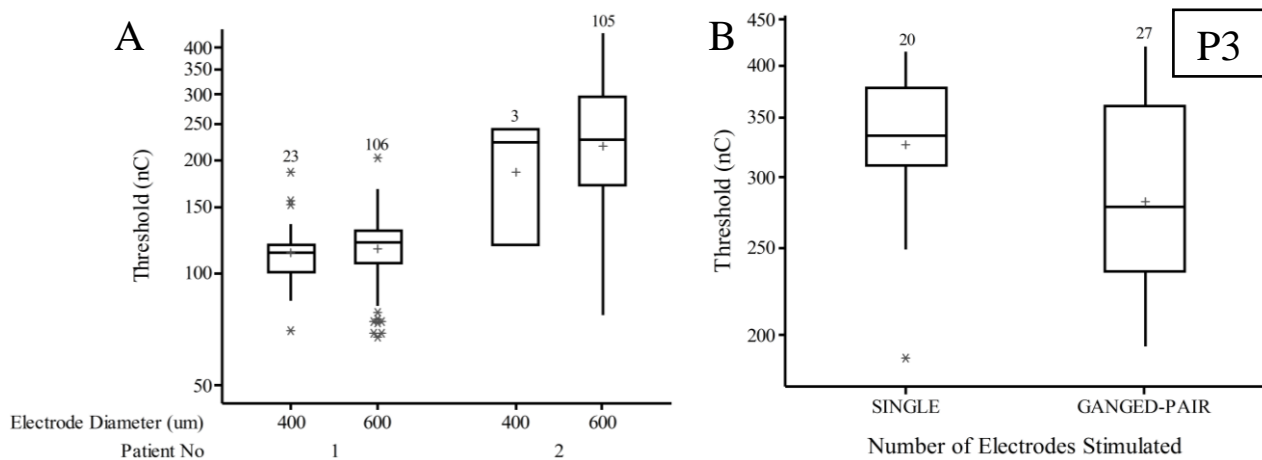 A
Threshold (nC)
400
350
300
250
200
150
100
50
23
106
3
105
Electrode Diameter (um)
400
600
400
600
Patient No
1
2
B
P3
Threshold (nC)
450
400
350
300
250
200
20
27
SINGLE
GANGED-PAIR
Number of Electrodes Stimulated